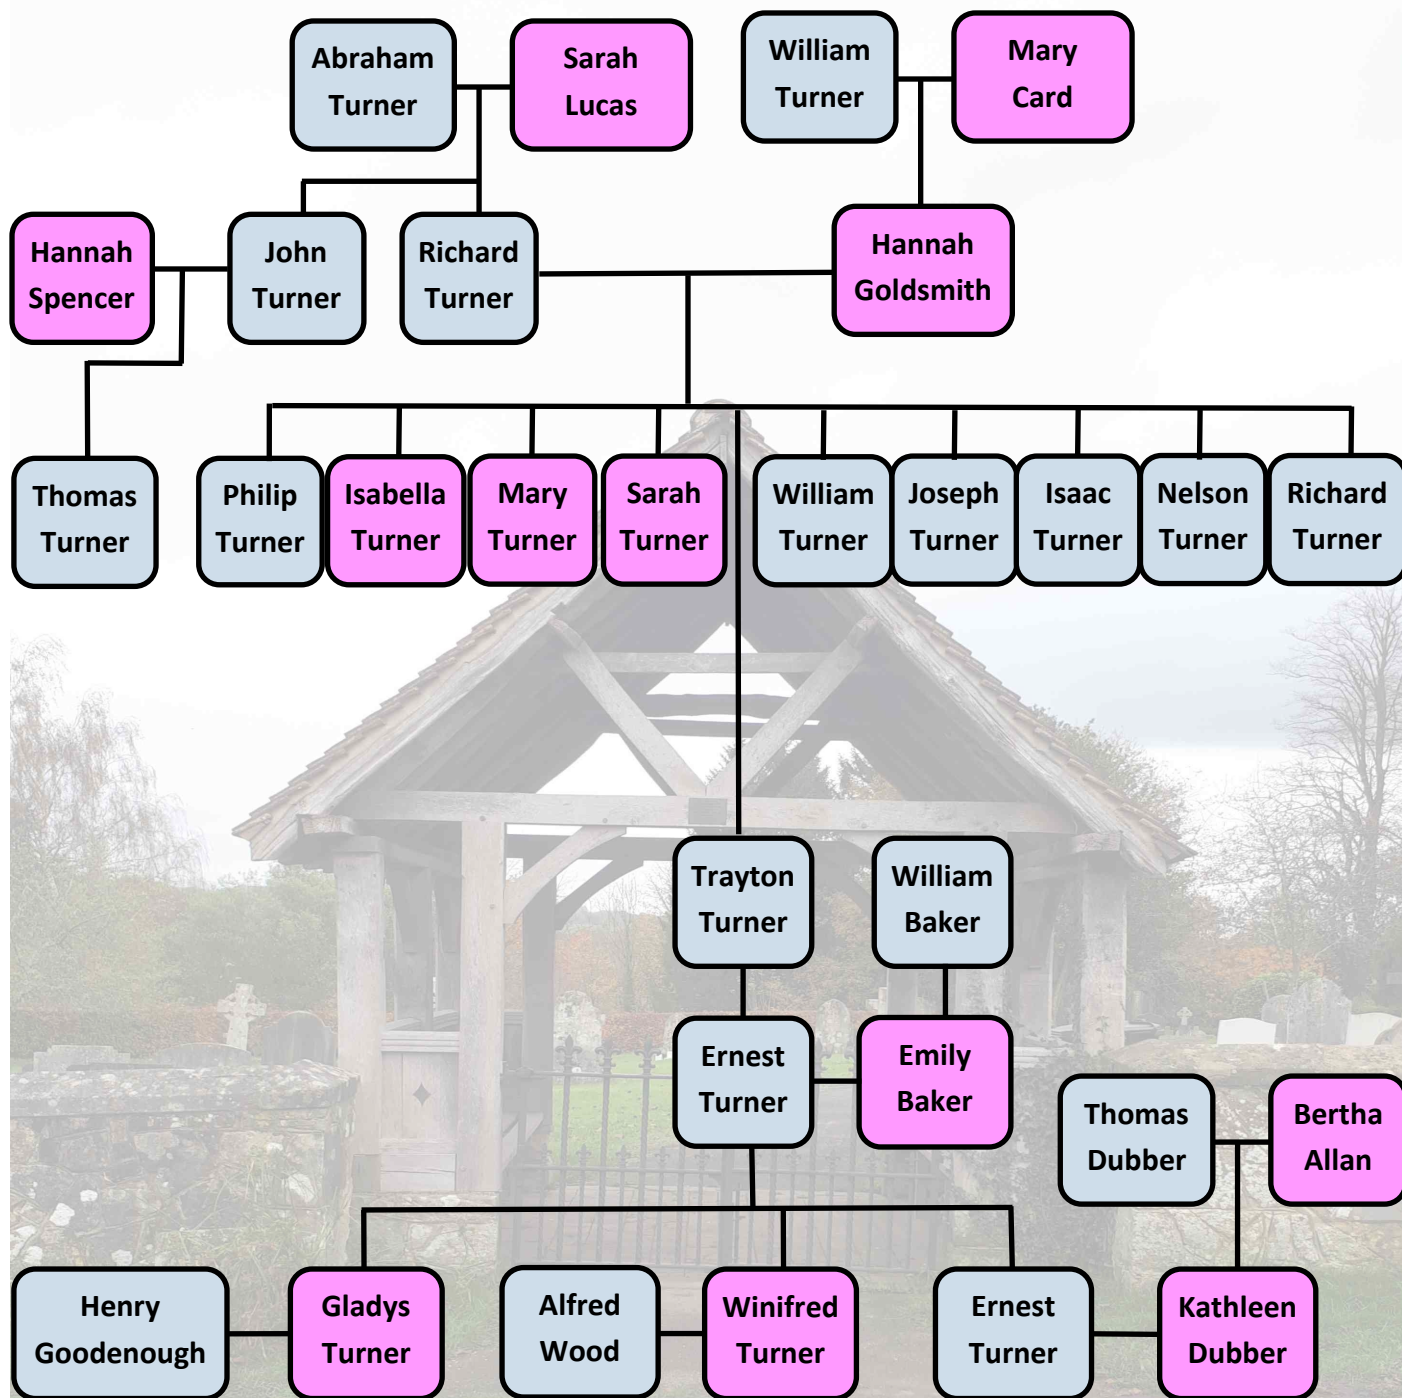 Abraham
Turner
Sarah
Lucas
William
Turner
Mary
Card
Hannah
Spencer
John
Turner
Richard
Turner
Hannah
Goldsmith
Thomas
Turner
Philip
Turner
Isabella
Turner
Mary
Turner
Sarah
Turner
William
Turner
Joseph
Turner
Isaac
Turner
Nelson
Turner
Richard
Turner
Trayton
Turner
William
Baker
Ernest
Turner
Emily
Baker
Thomas
Dubber
Bertha
Allan
Henry
Goodenough
Gladys
Turner
Alfred
Wood
Winifred
Turner
Ernest
Turner
Kathleen
Dubber